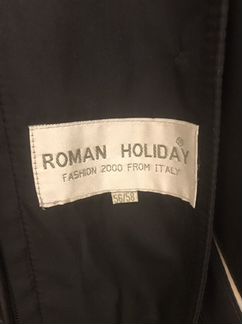 ROMAN HOLIDAY®
FASHION 2000 FROM ITALY
56/58